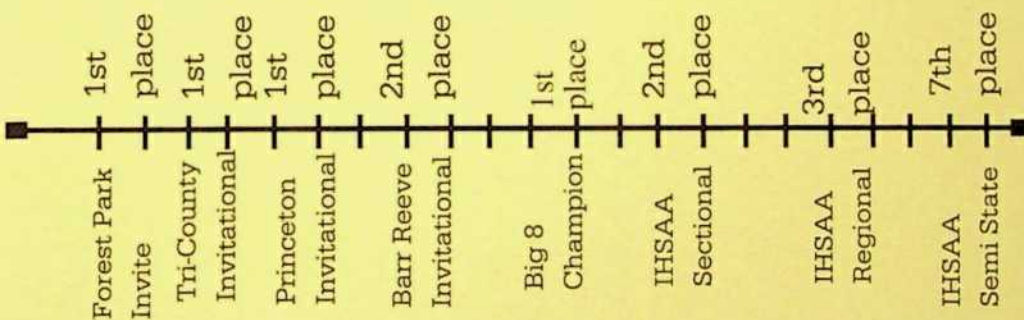 Forest Park 1st
Invite place
Tri-County 1st
Invitational place
Princeton 1st
Invitational place
Barr Reeve 2nd
Invitational place
Big 8 1st
Champion place
IHSAA 2nd
Sectional place
IHSAA 3rd
Regional place
IHSAA 7th
Semi State place